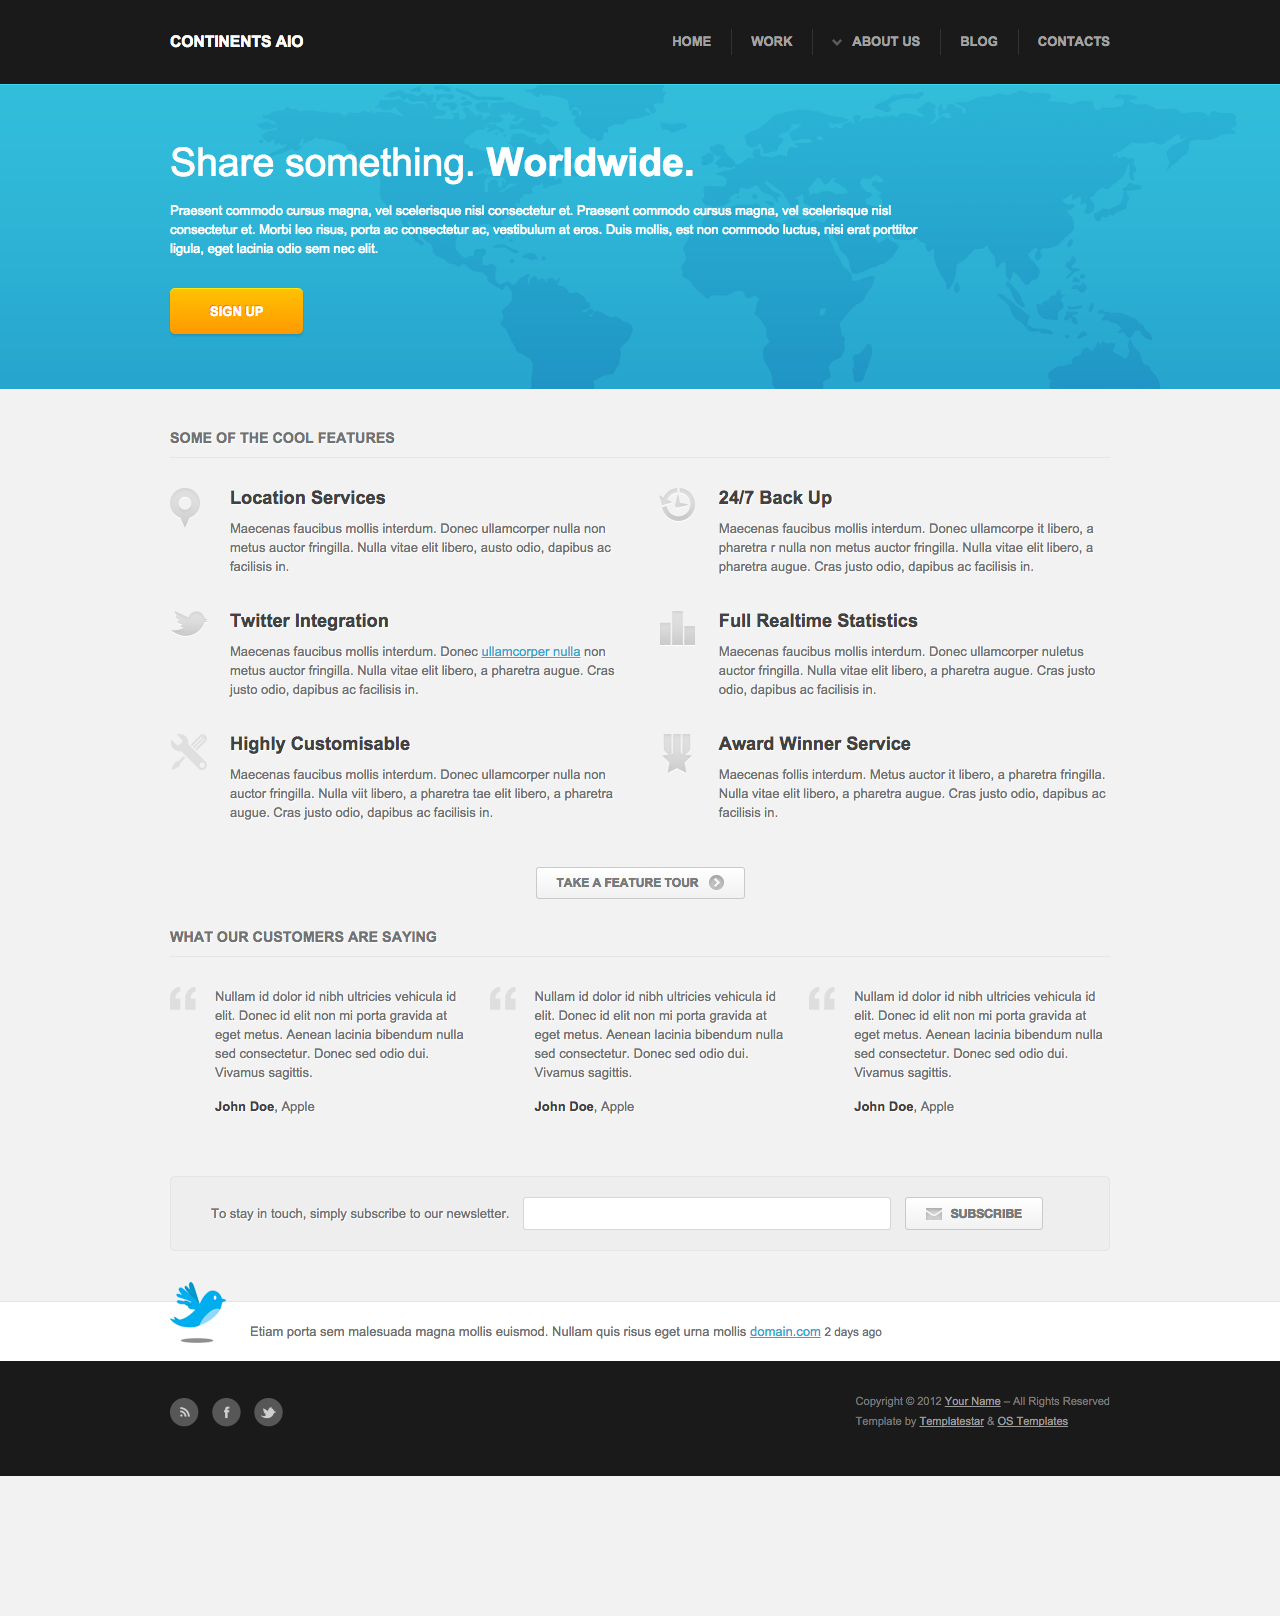 CONTINENTS AIO
HOME WORK ABOUT US BLOG CONTACTS
Share something. Worldwide.
Praesent commodo cursus magna, vel scelerisque nisl consectetur et. Praesent commodo cursus magna, vel scelerisque nisl
consectetur et. Morbi leo risus, porta ac consectetur ac, vestibulum at eros. Duis mollis, est non commodo luctus, nisi erat porttitor
ligula, eget lacinia odio sem nec elit.
SIGN UP
SOME OF THE COOL FEATURES
Location Services
Maecenas faucibus mollis interdum. Donec ullamcorper nulla non
metus auctor fringilla. Nulla vitae elit libero, austo odio, dapibus ac
facilisis in.
24/7 Back Up
Maecenas faucibus mollis interdum. Donec ullamcorpe it libero, a
pharetra r nulla non metus auctor fringilla. Nulla vitae elit libero, a
pharetra augue. Cras justo odio, dapibus ac facilisis in.
Twitter Integration
Maecenas faucibus mollis interdum. Donec ullamcorper nulla non
metus auctor fringilla. Nulla vitae elit libero, a pharetra augue. Cras
justo odio, dapibus ac facilisis in.
Full Realtime Statistics
Maecenas faucibus mollis interdum. Donec ullamcorper nuletus
auctor fringilla. Nulla vitae elit libero, a pharetra augue. Cras justo
odio, dapibus ac facilisis in.
Highly Customisable
Maecenas faucibus mollis interdum. Donec ullamcorper nulla non
auctor fringilla. Nulla viit libero, a pharetra tae elit libero, a pharetra
augue. Cras justo odio, dapibus ac facilisis in.
Award Winner Service
Maecenas follis interdum. Metus auctor it libero, a pharetra fringilla.
Nulla vitae elit libero, a pharetra augue. Cras justo odio, dapibus ac
facilisis in.
TAKE A FEATURE TOUR
WHAT OUR CUSTOMERS ARE SAYING
Nullam id dolor id nibh ultricies vehicula id
elit. Donec id elit non mi porta gravida at
eget metus. Aenean lacinia bibendum nulla
sed consectetur. Donec sed odio dui.
Vivamus sagittis.
John Doe, Apple
Nullam id dolor id nibh ultricies vehicula id
elit. Donec id elit non mi porta gravida at
eget metus. Aenean lacinia bibendum nulla
sed consectetur. Donec sed odio dui.
Vivamus sagittis.
John Doe, Apple
Nullam id dolor id nibh ultricies vehicula id
elit. Donec id elit non mi porta gravida at
eget metus. Aenean lacinia bibendum nulla
sed consectetur. Donec sed odio dui.
Vivamus sagittis.
John Doe, Apple
To stay in touch, simply subscribe to our newsletter.
SUBSCRIBE
Etiam porta sem malesuada magna mollis euismod. Nullam quis risus eget urna mollis domain.com 2 days ago
Copyright © 2012 Your Name – All Rights Reserved
Template by Templatestar & OS Templates